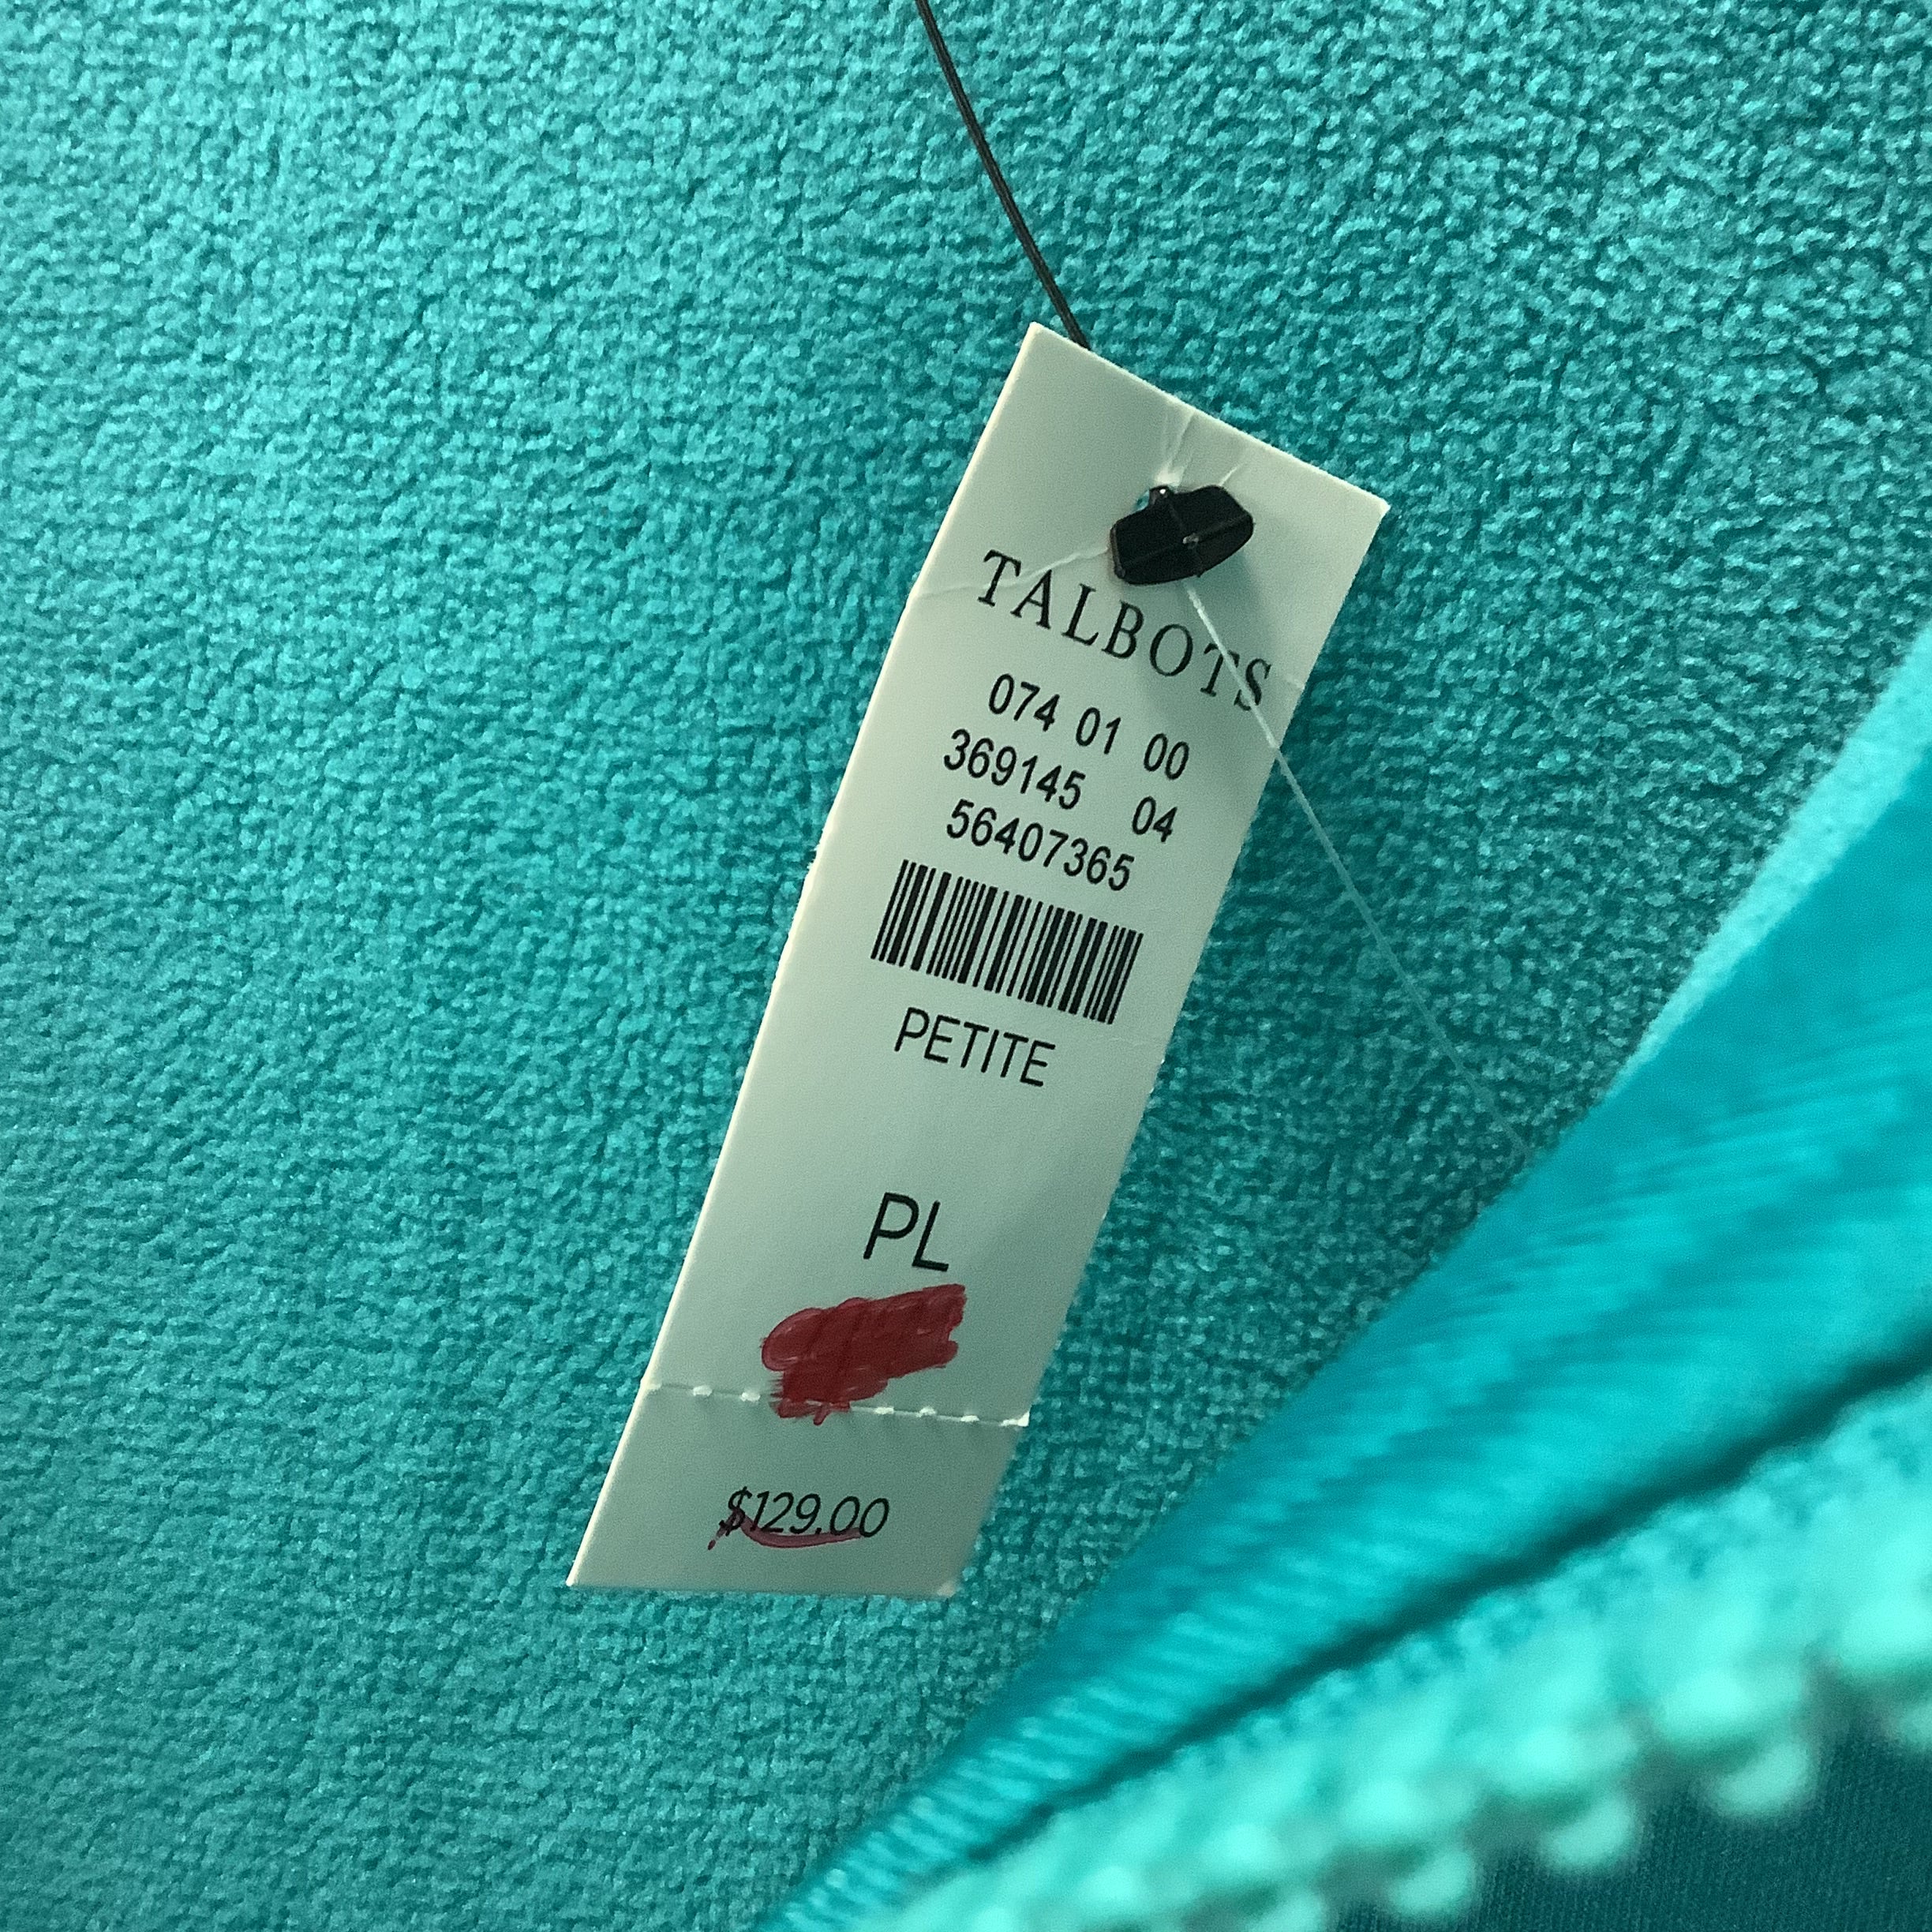 TALBOTS
074 01 00
369145 04
56407365
PETITE
PL
$129.00